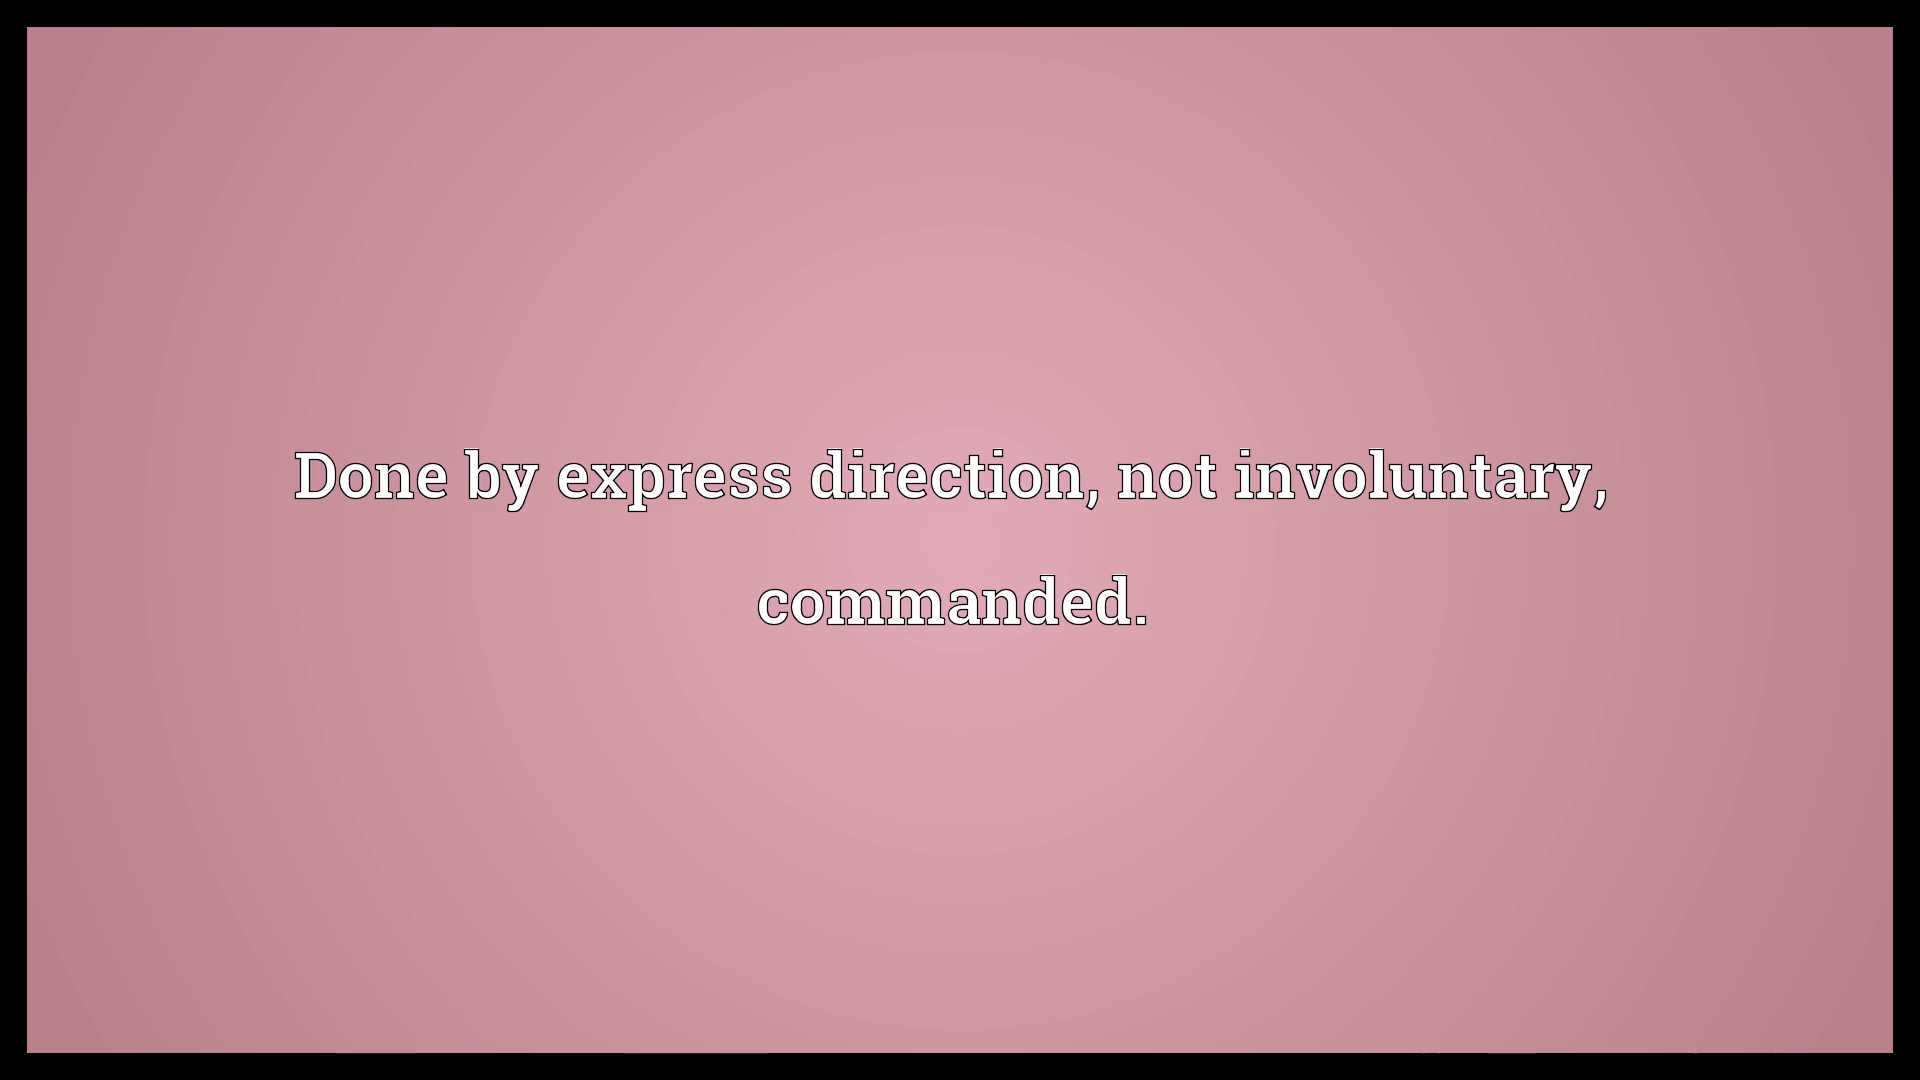 Done by express direction, not involuntary,
commanded.